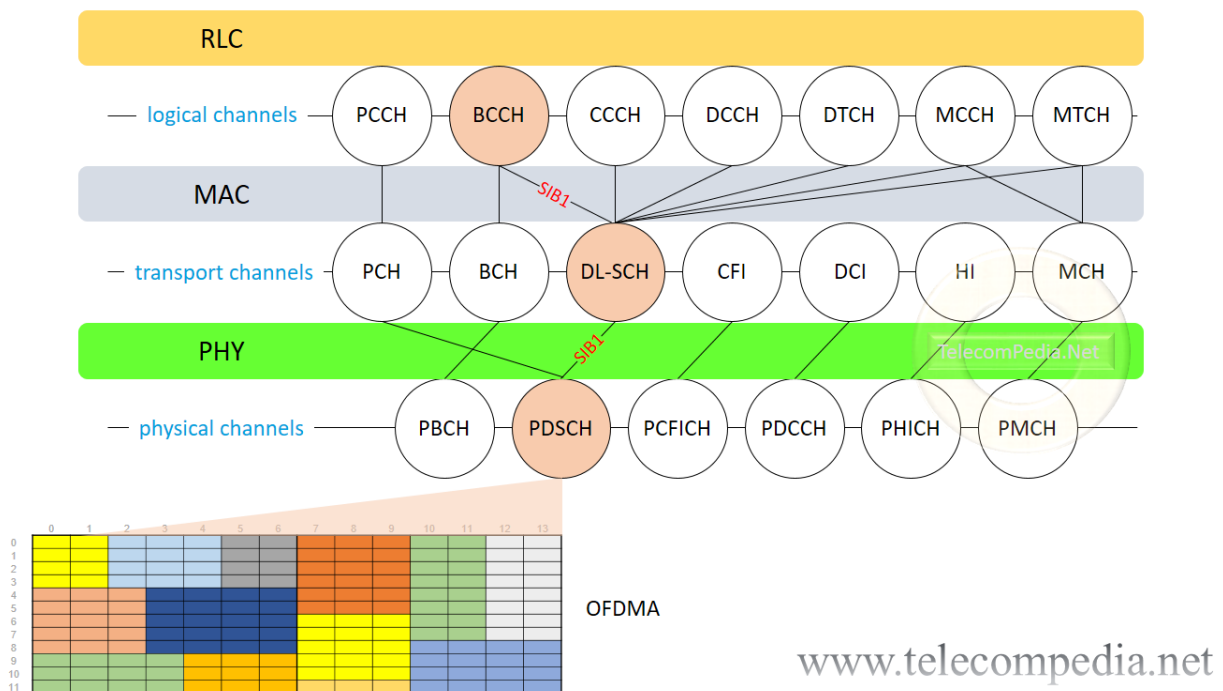 RLC
logical channels PCCH BCCH CCCH DCCH DTCH MCCH MTCH
MAC
SIB1
transport channels PCH BCH DL-SCH CFI DCI HI MCH
PHY
SIB1
TelecomPedia.Net
physical channels PBCH PDSCH PCFICH PDCCH PHICH PMCH
0 1 2 3 4 5 6 7 8 9 10 11 12 13
0
1
2
3
4
5
OFDMA
6
7
8
9
10
11
www.telecompedia.net